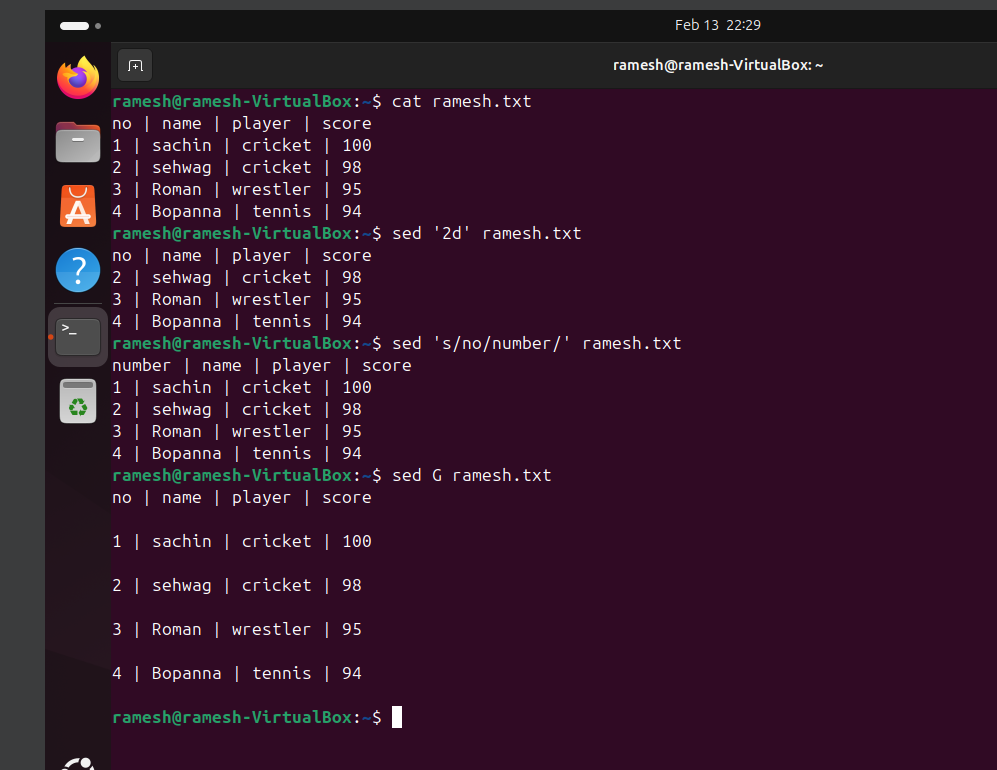 Feb 13 22:29
ramesh@ramesh-VirtualBox: ~
ramesh@ramesh-VirtualBox:~$ cat ramesh.txt
no | name | player | score
1 | sachin | cricket | 100
2 | sehwag | cricket | 98
3 | Roman | wrestler | 95
4 | Bopanna | tennis | 94
ramesh@ramesh-VirtualBox:~$ sed '2d' ramesh.txt
no | name | player | score
2 | sehwag | cricket | 98
3 | Roman | wrestler | 95
4 | Bopanna | tennis | 94
ramesh@ramesh-VirtualBox:~$ sed 's/no/number/' ramesh.txt
number | name | player | score
1 | sachin | cricket | 100
2 | sehwag | cricket | 98
3 | Roman | wrestler | 95
4 | Bopanna | tennis | 94
ramesh@ramesh-VirtualBox:~$ sed G ramesh.txt
no | name | player | score
1 | sachin | cricket | 100
2 | sehwag | cricket | 98
3 | Roman | wrestler | 95
4 | Bopanna | tennis | 94
ramesh@ramesh-VirtualBox:~$